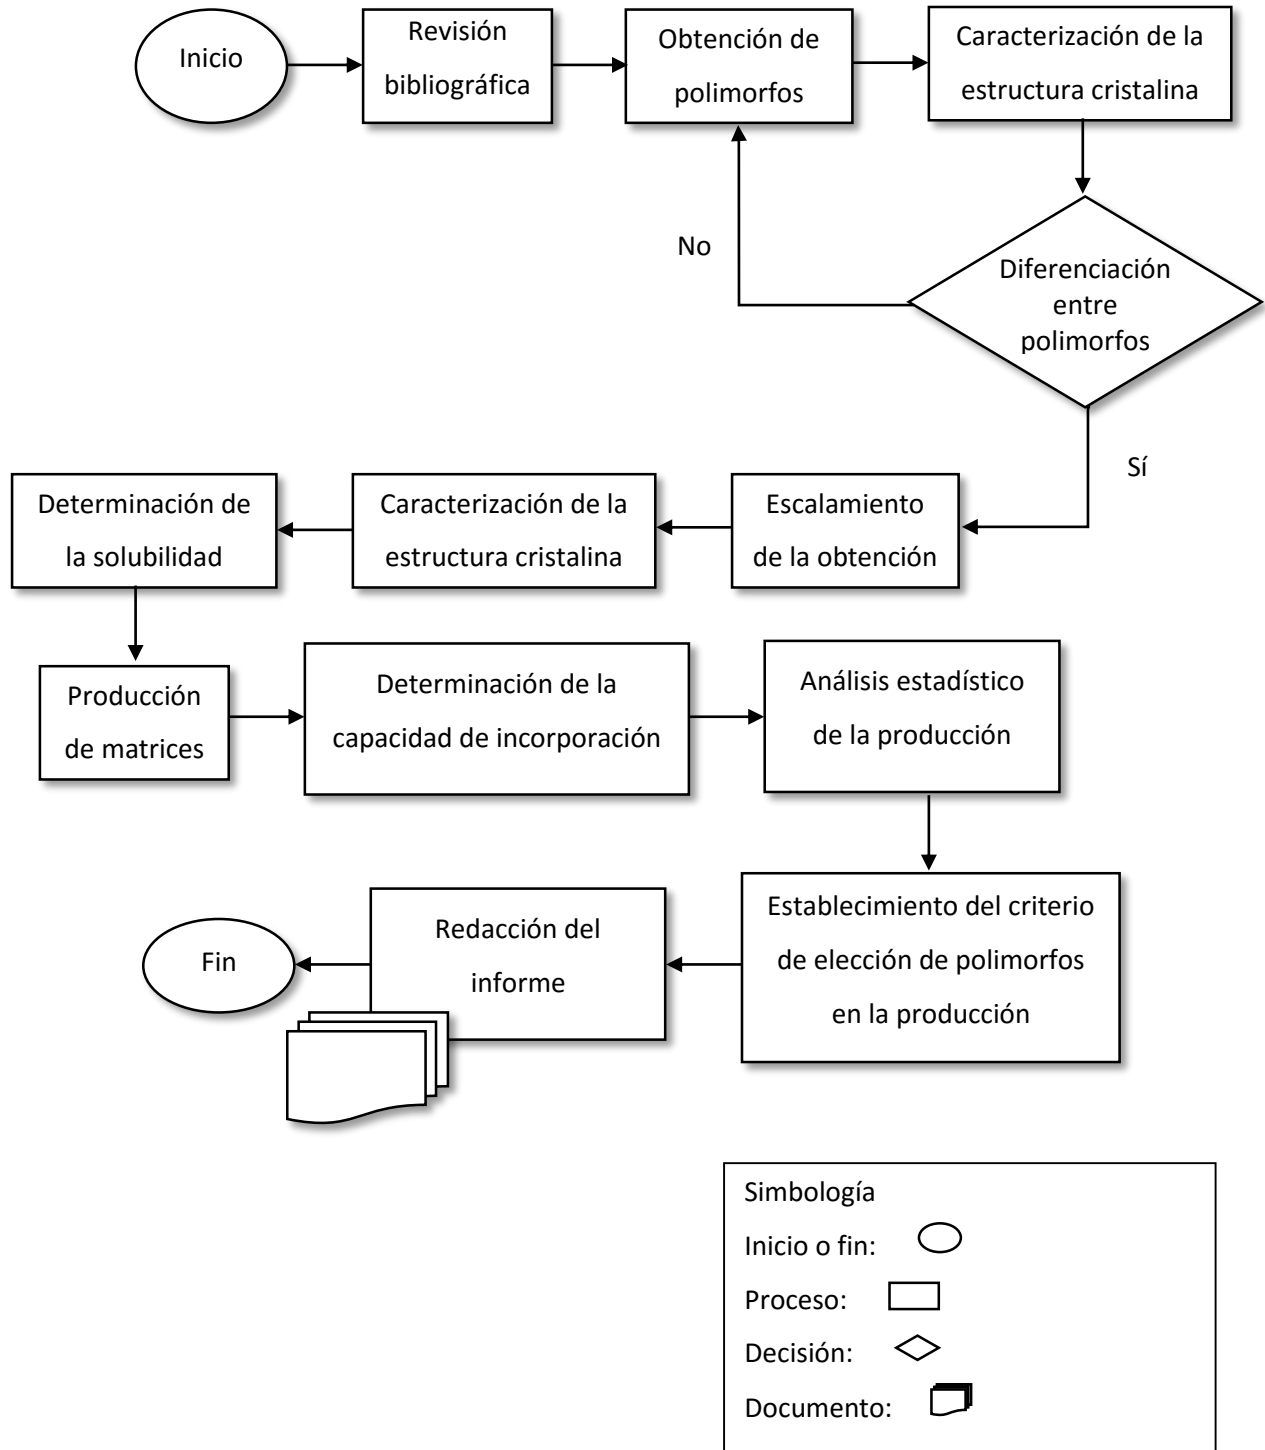 Inicio
Revisión
bibliográfica
Obtención de
polimorfos
Caracterización de la
estructura cristalina
No
Diferenciación
entre
polimorfos
Sí
Determinación de
la solubilidad
Caracterización de la
estructura cristalina
Escalamiento
de la obtención
Producción
de matrices
Determinación de la
capacidad de incorporación
Análisis estadístico
de la producción
Fin
Redacción del
informe
Establecimiento del criterio
de elección de polimorfos
en la producción
Simbología
Inicio o fin:
Proceso:
Decisión:
Documento: